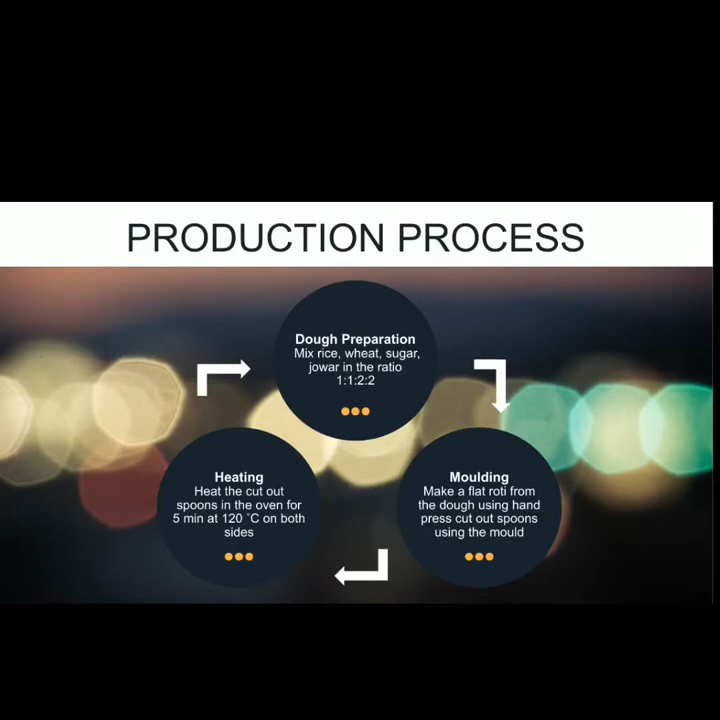 PRODUCTION PROCESS
Dough Preparation
Mix rice, wheat, sugar,
jowar in the ratio
1:1:2:2
Heating
Heat the cut out
spoons in the oven for
5 min at 120 °C on both
sides
Moulding
Make a flat roti from
the dough using hand
press cut out spoons
using the mould